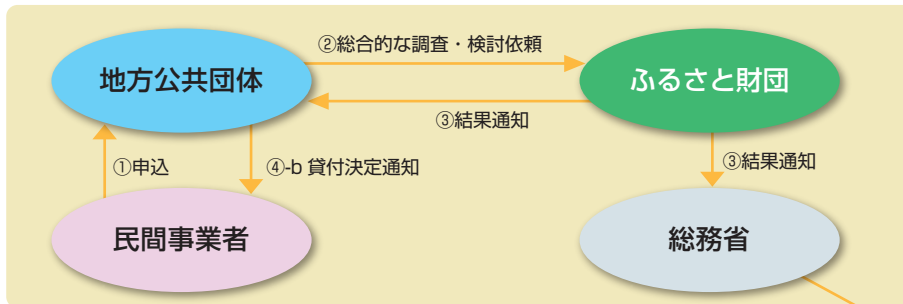 ②総合的な調査・検討依頼
地方公共団体
ふるさと財団
③結果通知
①申込
④-b 貸付決定通知
③結果通知
民間事業者
総務省